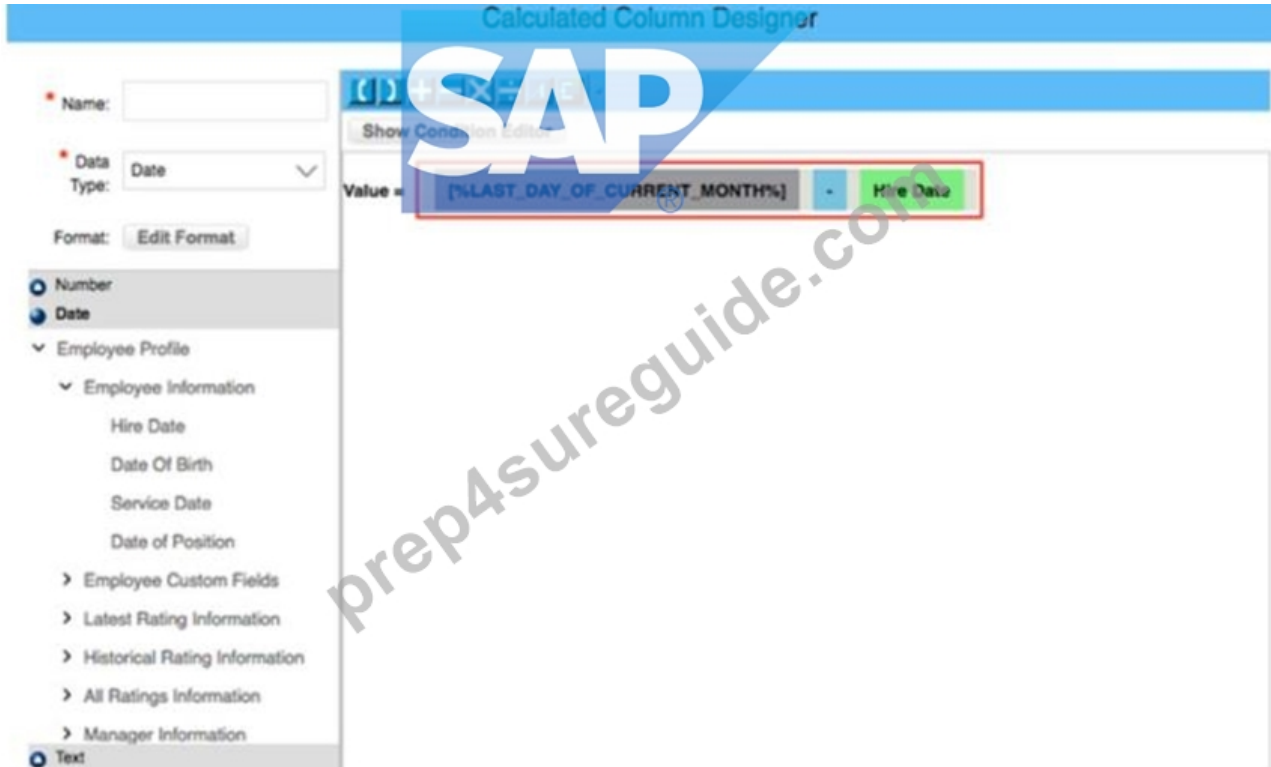 Calculated Column Designer
SAP
®
* Name:
* Data Type:
Date
Format:
Edit Format
Show Condition Editor
Value =
[%LAST_DAY_OF_CURRENT_MONTH%] - Hire Date
Number
Date
Employee Profile
Employee Information
Hire Date
Date Of Birth
Service Date
Date of Position
Employee Custom Fields
Latest Rating Information
Historical Rating Information
All Ratings Information
Manager Information
Text
prep4sureguide.com